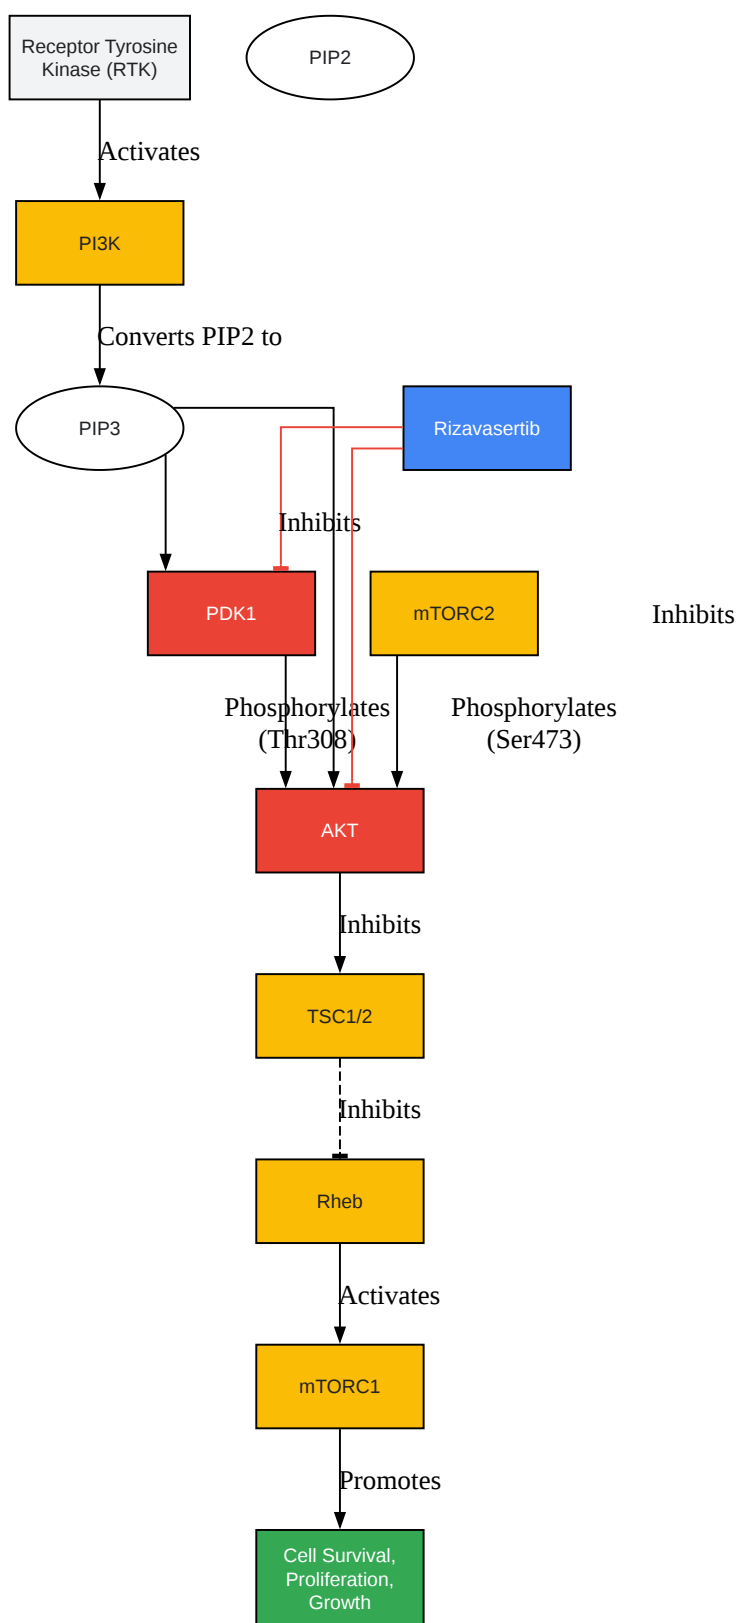 Receptor Tyrosine
Kinase (RTK)
PIP2
Activates
PI3K
Converts PIP2 to
PIP3
Rizavasertib
Inhibits
PDK1
mTORC2
Inhibits
Phosphorylates
(Thr308)
Phosphorylates
(Ser473)
AKT
Inhibits
TSC1/2
Inhibits
Rheb
Activates
mTORC1
Promotes
Cell Survival,
Proliferation,
Growth